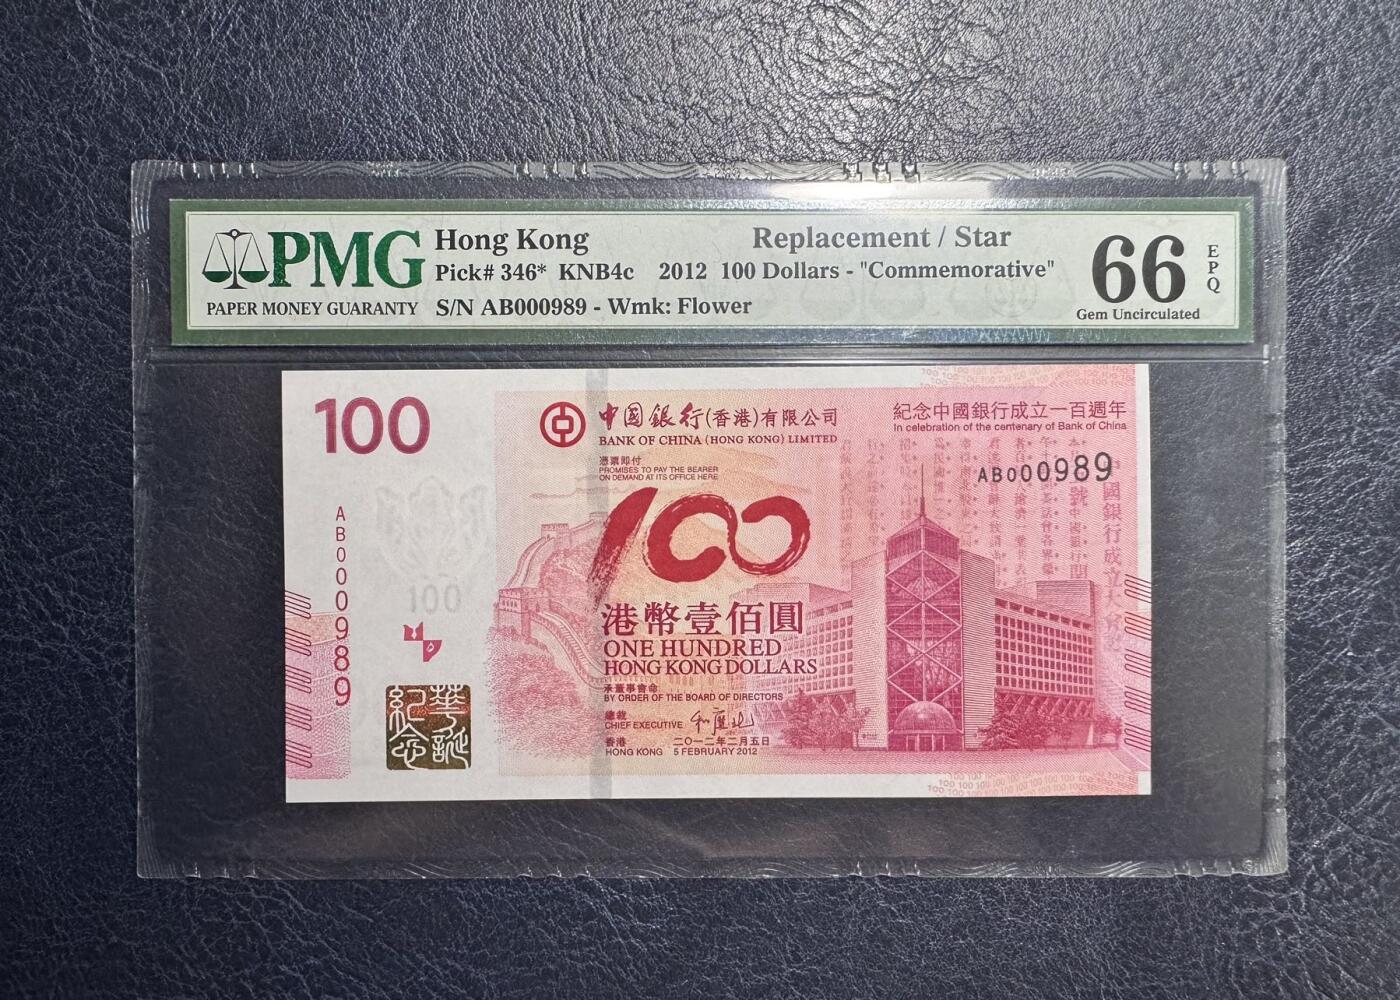 PMG
PAPER MONEY GUARANTY
Hong Kong
Replacement / Star
Pick# 346* KNB4c 2012 100 Dollars - "Commemorative"
S/N AB000989 - Wmk: Flower
66
EPQ
Gem Uncirculated
100
中國銀行(香港)有限公司
BANK OF CHINA (HONG KONG) LIMITED
憑票即付
PROMISES TO PAY THE BEARER
ON DEMAND AT ITS OFFICE HERE
紀念中國銀行成立一百週年
In celebration of the centenary of Bank of China
AB000989
AB000989
100
100
港幣壹佰圓
ONE HUNDRED
HONG KONG DOLLARS
承董事會命
BY ORDER OF THE BOARD OF DIRECTORS
總裁
CHIEF EXECUTIVE
香港 二〇一二年二月五日
HONG KONG 5 FEBRUARY 2012
華誕紀念